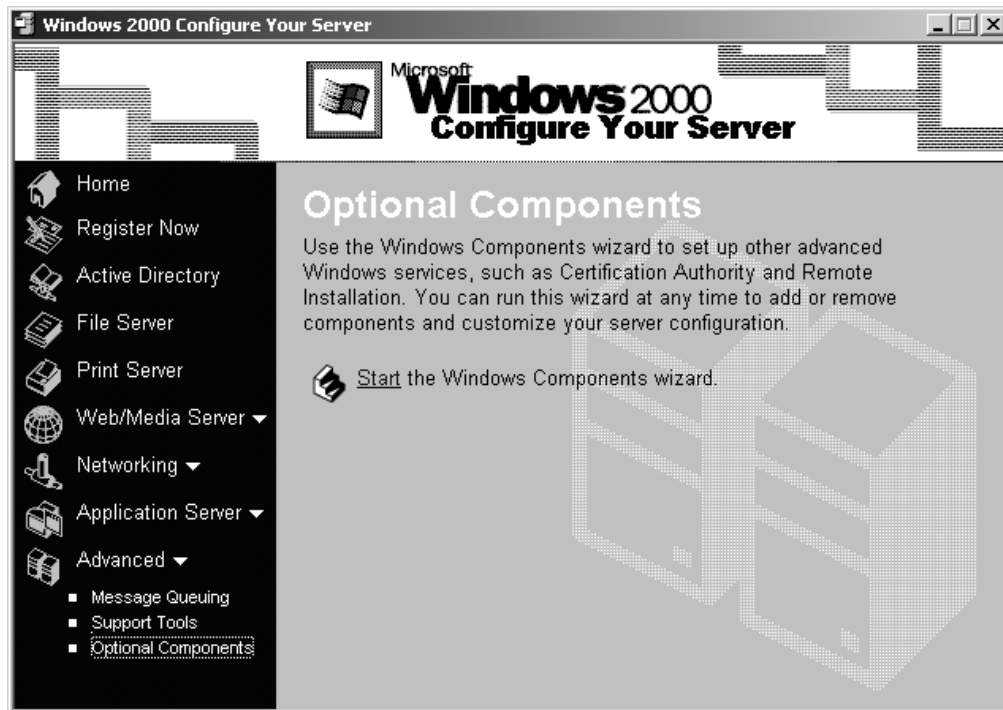 Windows 2000 Configure Your Server
Microsoft
Windows 2000
Configure Your Server
Home
Register Now
Active Directory
File Server
Print Server
Web/Media Server
Networking
Application Server
Advanced
Message Queuing
Support Tools
Optional Components
Optional Components
Use the Windows Components wizard to set up other advanced
Windows services, such as Certification Authority and Remote
Installation. You can run this wizard at any time to add or remove
components and customize your server configuration.
Start the Windows Components wizard.